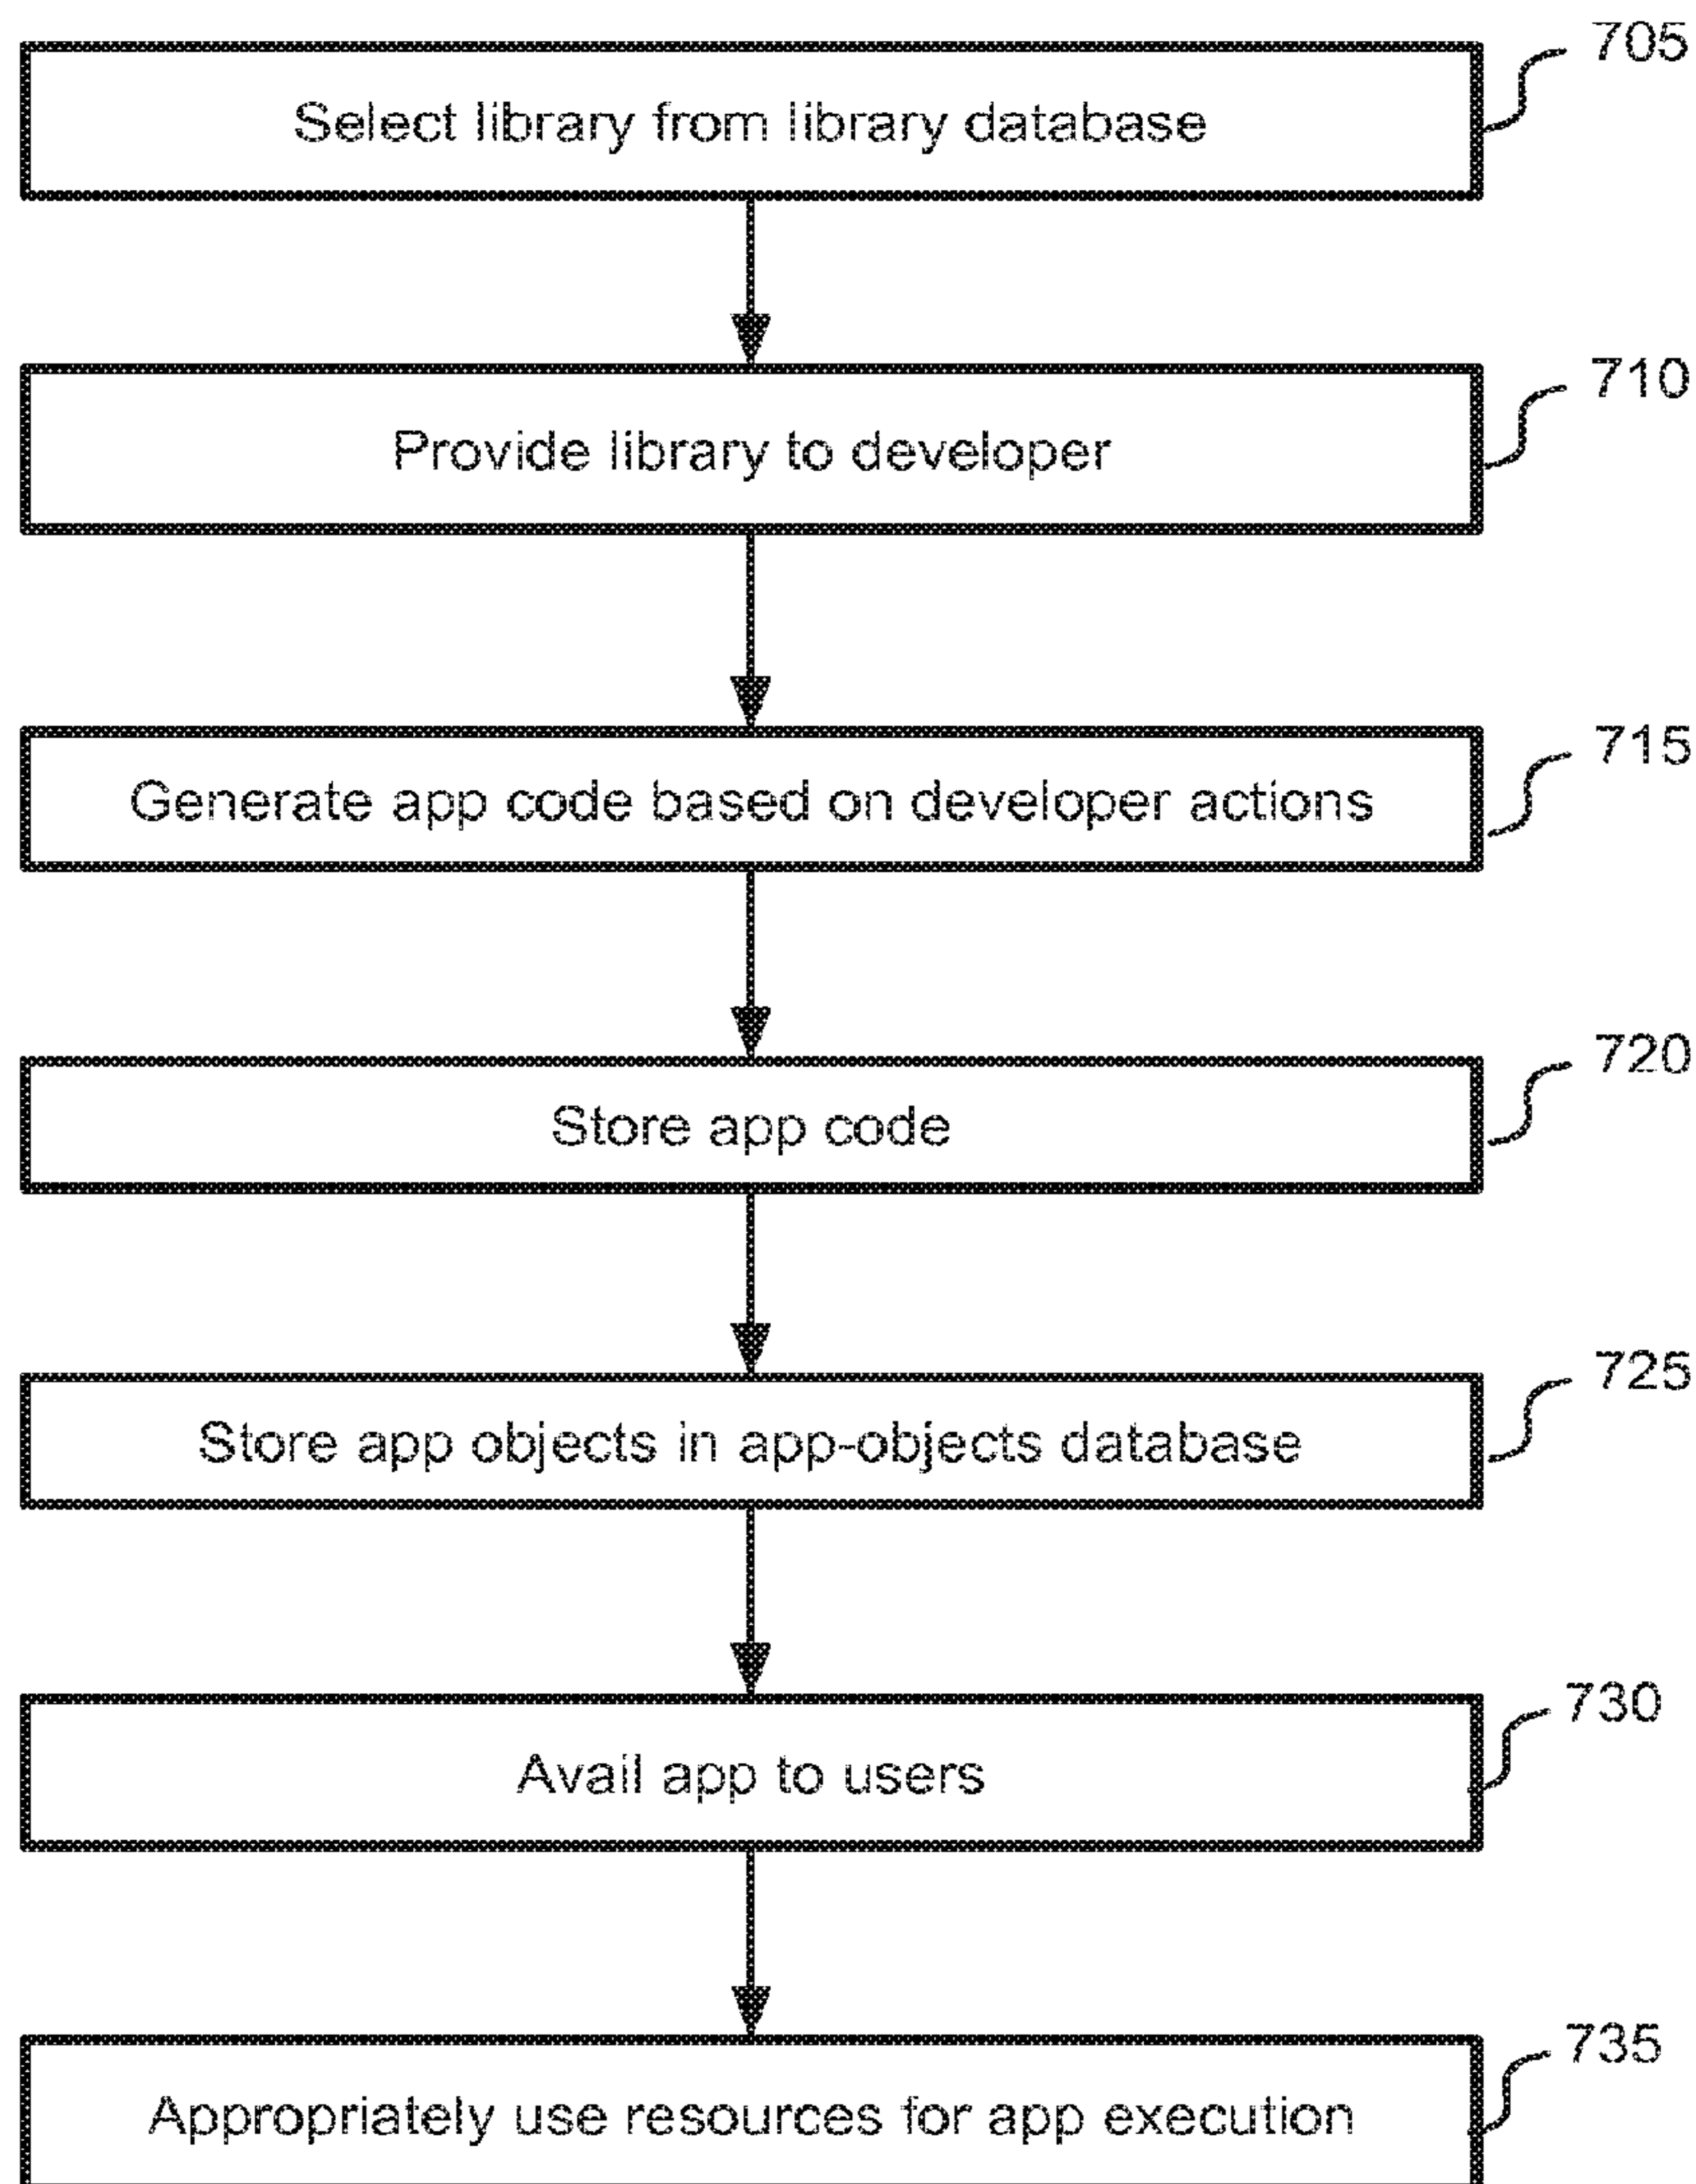 705
Select library from library database
710
Provide library to developer
715
Generate app code based on developer actions
720
Store app code
725
Store app objects in app-objects database
730
Avail app to users
735
Appropriately use resources for app execution